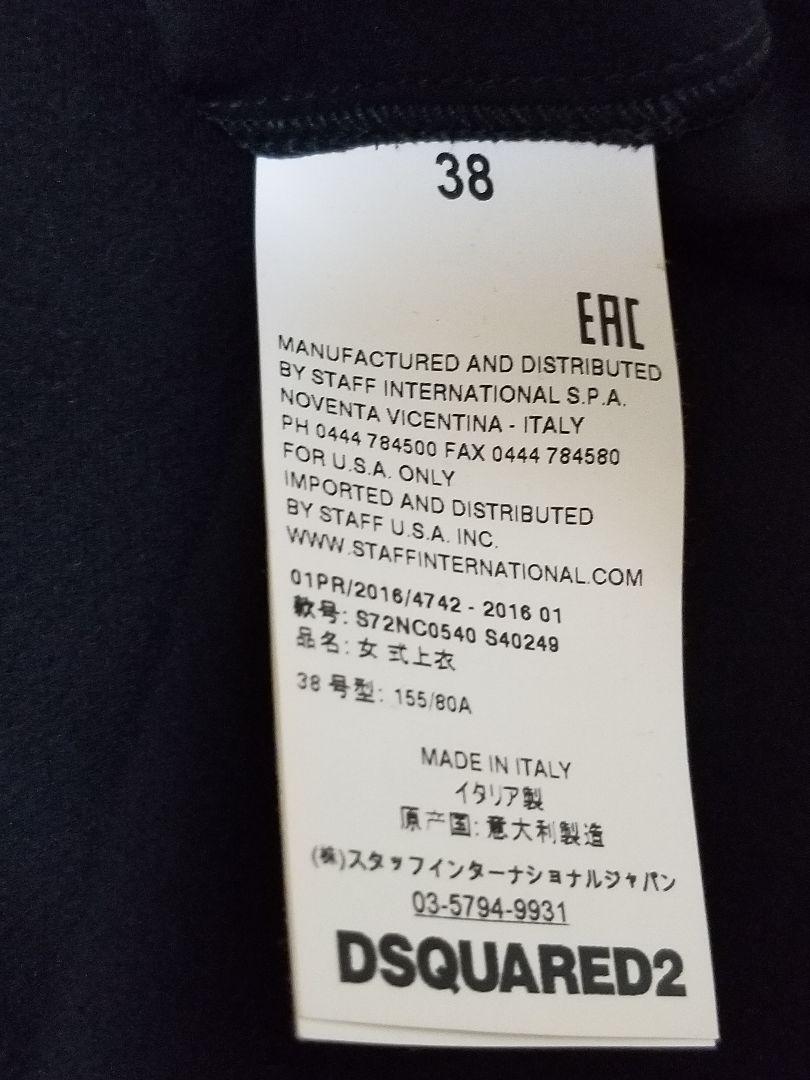 38
EAC
MANUFACTURED AND DISTRIBUTED
BY STAFF INTERNATIONAL S.P.A.
NOVENTA VICENTINA - ITALY
PH 0444 784500 FAX 0444 784580
FOR U.S.A. ONLY
IMPORTED AND DISTRIBUTED
BY STAFF U.S.A. INC.
WWW.STAFFINTERNATIONAL.COM
01PR/2016/4742 - 2016 01
款号: S72NC0540 S40249
品名: 女 式上衣
38 号型: 155/80A
MADE IN ITALY
イタリア製
原产国: 意大利製造
(株)スタッフインターナショナルジャパン
03-5794-9931
DSQUARED2